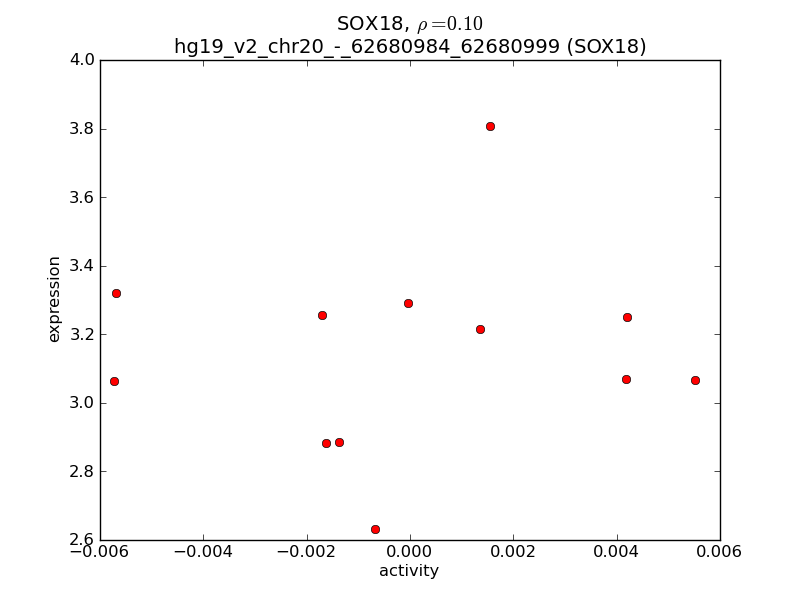 SOX18, ρ=0.10
hg19_v2_chr20_-_62680984_62680999 (SOX18)
4.0
3.8
3.6
3.4
3.2
3.0
2.8
2.6
expression
−0.006 −0.004 −0.002 0.000 0.002 0.004 0.006
activity